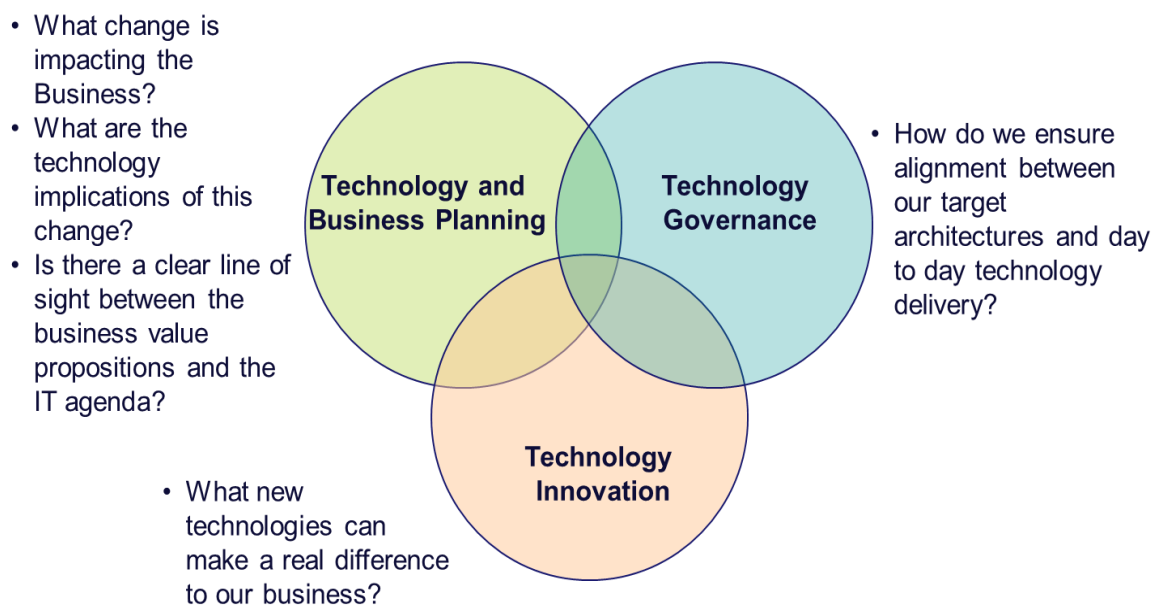 • What change is
impacting the
Business?
• What are the
technology
implications of this
change?
• Is there a clear line of
sight between the
business value
propositions and the
IT agenda?
Technology and
Business Planning
Technology
Governance
• How do we ensure
alignment between
our target
architectures and day
to day technology
delivery?
Technology
Innovation
• What new
technologies can
make a real difference
to our business?